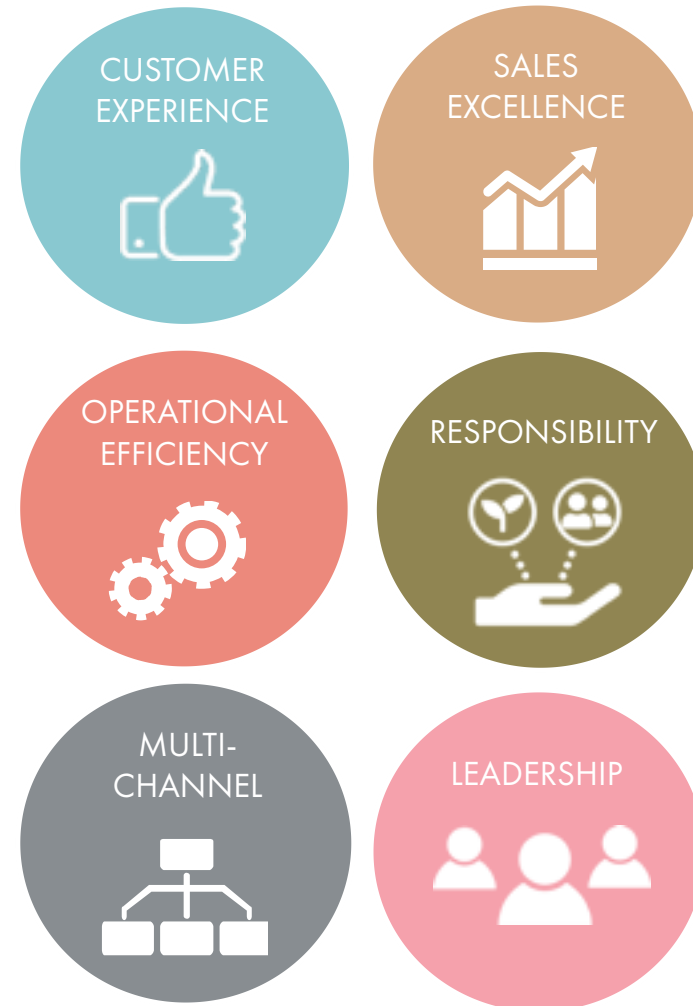 CUSTOMER
EXPERIENCE
SALES
EXCELLENCE
OPERATIONAL
EFFICIENCY
RESPONSIBILITY
MULTI-
CHANNEL
LEADERSHIP